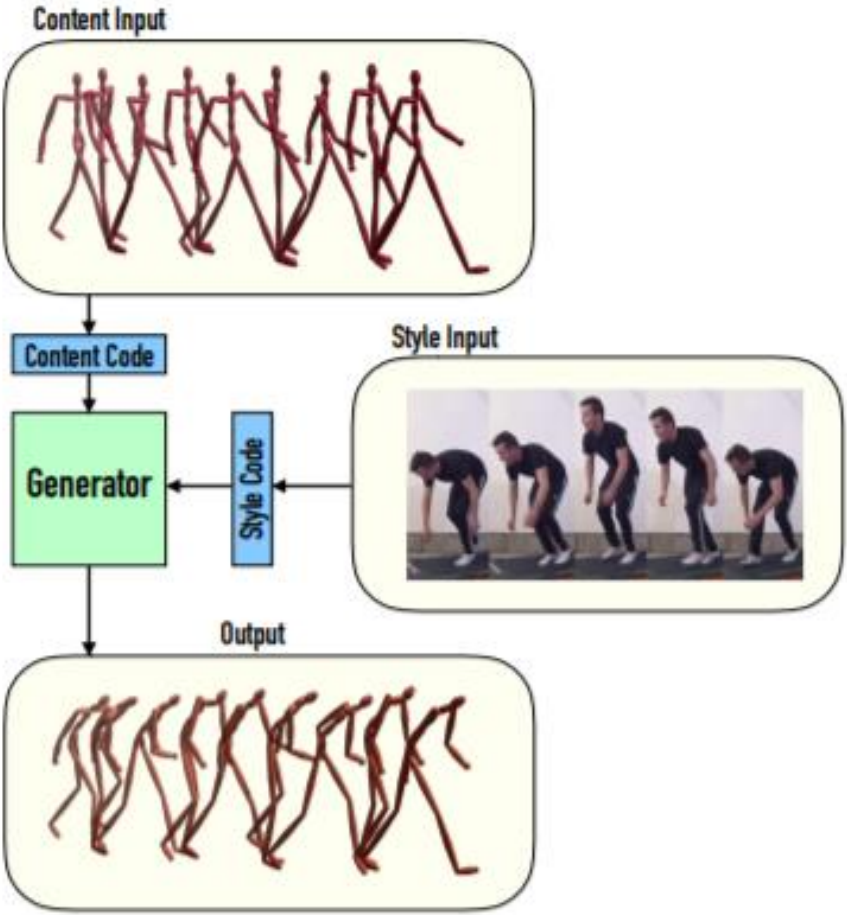 Content Input
Content Code
Style Input
Generator
Style Code
Output